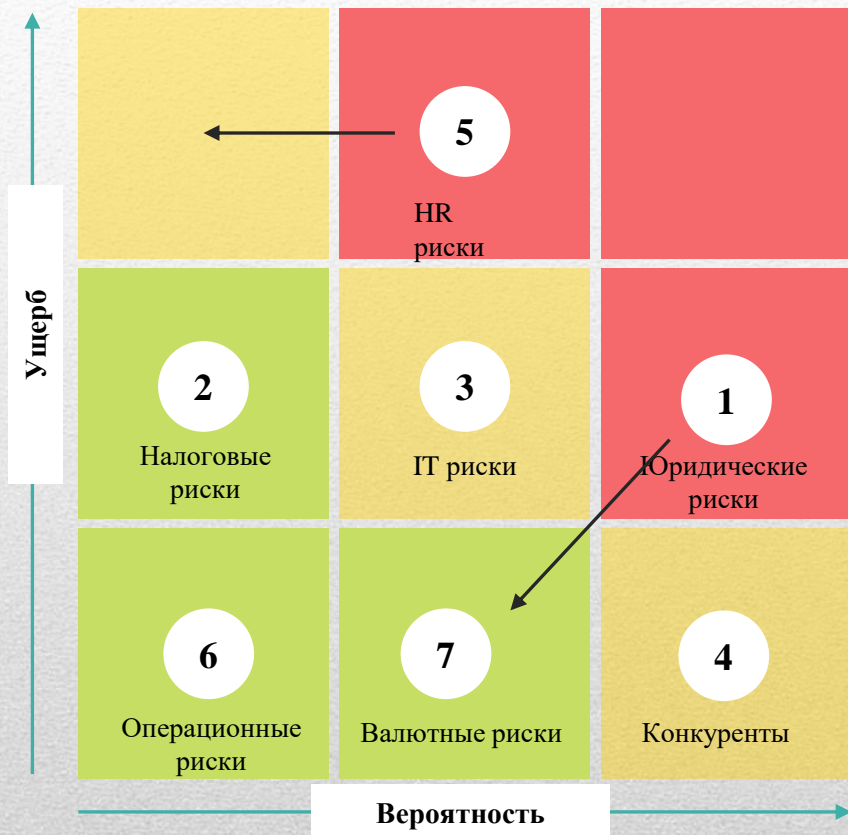 5
HR
риски
Ущерб
2
Налоговые
риски
3
IT риски
1
Юридические
риски
6
Операционные
риски
7
Валютные риски
4
Конкуренты
Вероятность